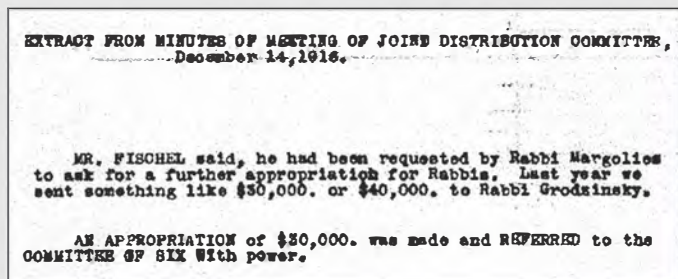 EXTRACT FROM MINUTES OF MEETING OF JOINT DISTRIBUTION COMMITTEE,
December 14,1916.
MR. FISCHEL said, he had been requested by Rabbi Margolies
to ask for a further appropriation for Rabbis. Last year we
sent something like $30,000. or $40,000. to Rabbi Grodzinsky.
AN APPROPRIATION of $30,000. was made and REFERRED to the
COMMITTEE OF SIX With power.